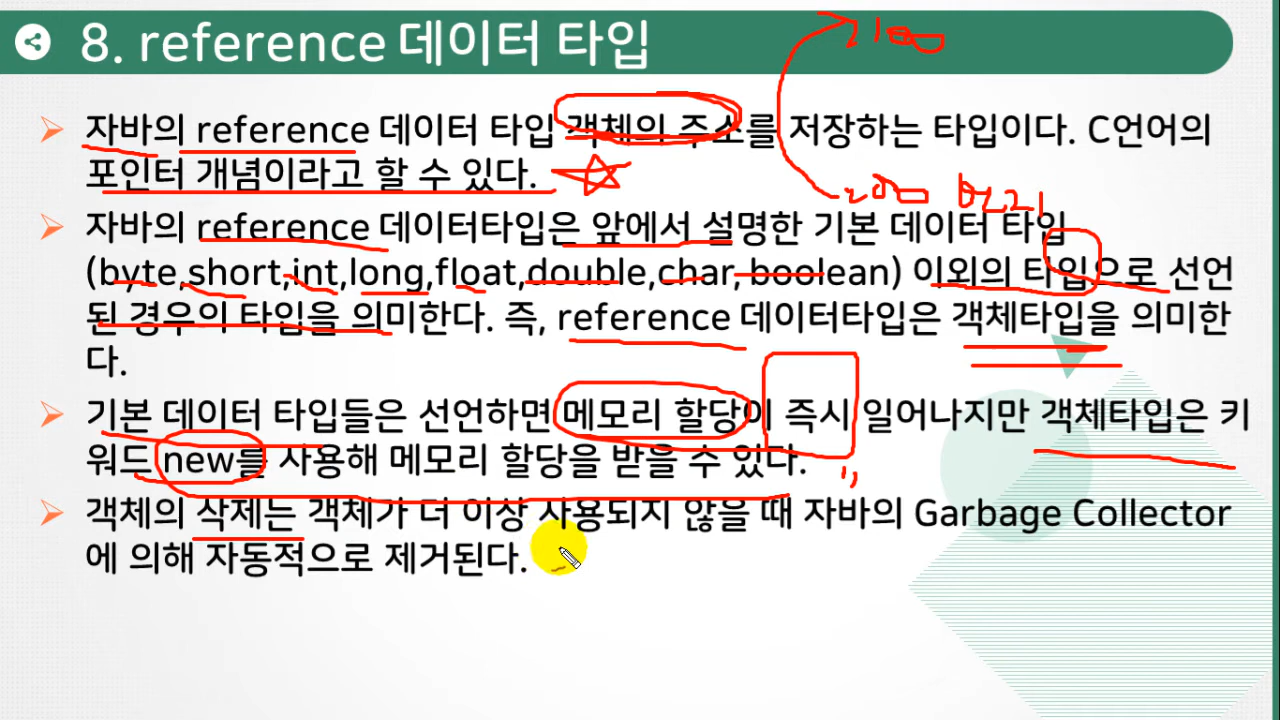 8. reference 데이터 타입
자바의 reference 데이터 타입 객체의 주소를 저장하는 타입이다. C언어의
포인터 개념이라고 할 수 있다.
자바의 reference 데이터타입은 앞에서 설명한 기본 데이터 타입
(byte,short,int,long,float,double,char,boolean) 이외의 타입으로 선언
된 경우의 타입을 의미한다. 즉, reference 데이터타입은 객체타입을 의미한
다.
기본 데이터 타입들은 선언하면 메모리 할당이 즉시 일어나지만 객체타입은 키
워드 new를 사용해 메모리 할당을 받을 수 있다.
객체의 삭제는 객체가 더 이상 사용되지 않을 때 자바의 Garbage Collector
에 의해 자동적으로 제거된다.